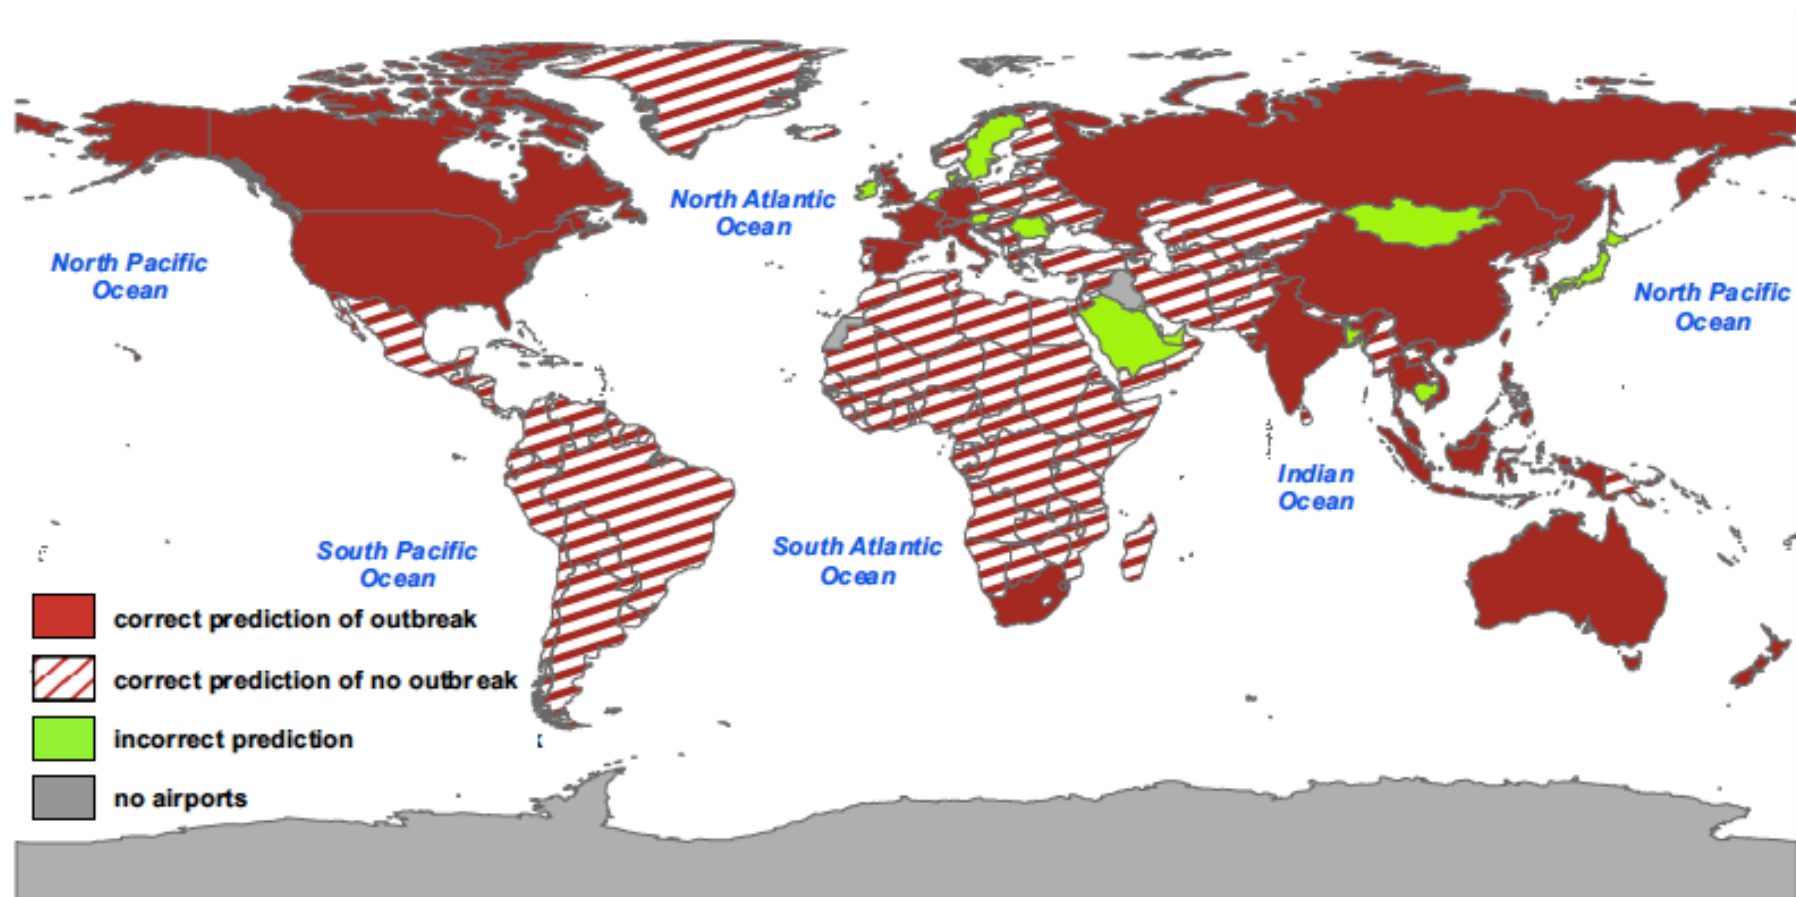 North Atlantic
Ocean
North Pacific
Ocean
North Pacific
Ocean
Indian
Ocean
South Pacific
Ocean
South Atlantic
Ocean
correct prediction of outbreak
correct prediction of no outbreak
incorrect prediction
no airports